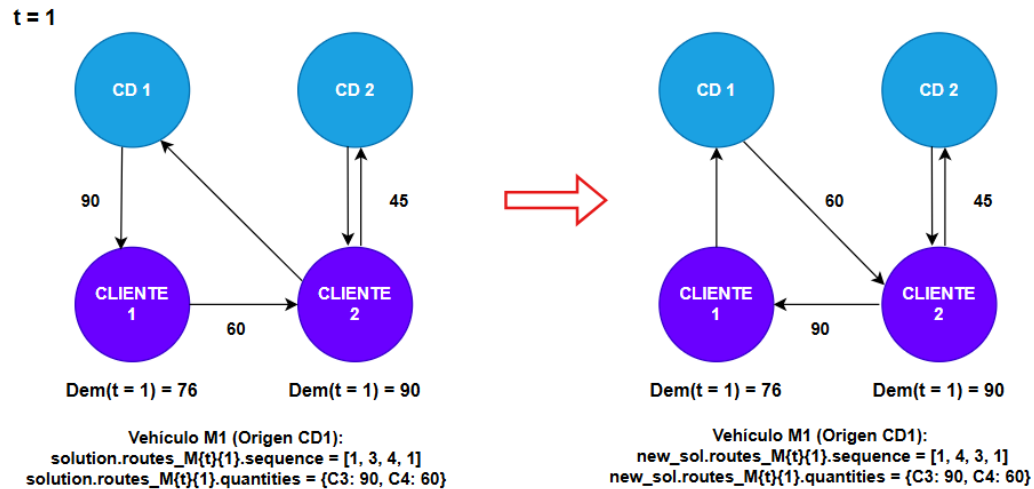 t = 1
CD 1
CD 2
90
45
CLIENTE
1
60
CLIENTE
2
Dem(t = 1) = 76
Dem(t = 1) = 90
Vehículo M1 (Origen CD1):
solution.routes_M{t}{1}.sequence = [1, 3, 4, 1]
solution.routes_M{t}{1}.quantities = {C3: 90, C4: 60}
CD 1
CD 2
60
45
CLIENTE
1
90
CLIENTE
2
Dem(t = 1) = 76
Dem(t = 1) = 90
Vehículo M1 (Origen CD1):
new_sol.routes_M{t}{1}.sequence = [1, 4, 3, 1]
new_sol.routes_M{t}{1}.quantities = {C3: 90, C4: 60}